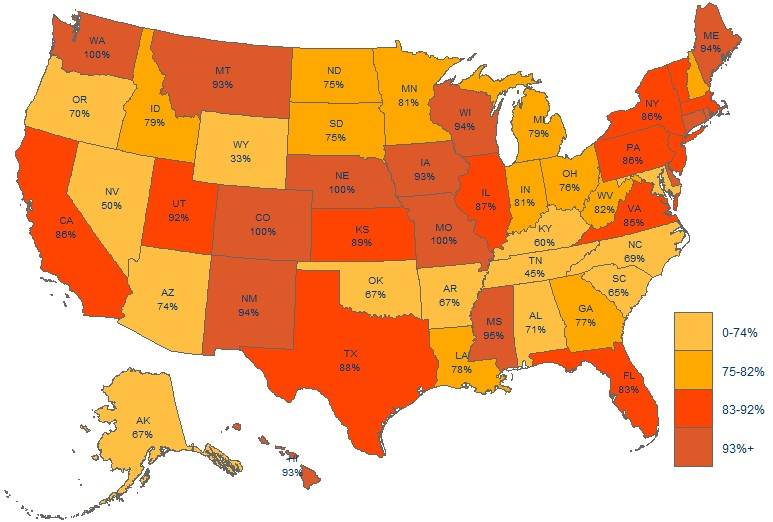 WA
100%
OR
70%
CA
86%
NV
50%
ID
79%
MT
93%
WY
33%
UT
92%
AZ
74%
CO
100%
NM
94%
ND
75%
SD
75%
NE
100%
KS
89%
OK
67%
TX
88%
MN
81%
IA
93%
MO
100%
AR
67%
LA
78%
WI
94%
IL
87%
MI
79%
IN
81%
OH
76%
KY
60%
TN
45%
MS
95%
AL
71%
GA
77%
FL
83%
SC
65%
NC
69%
VA
85%
WV
82%
PA
86%
NY
86%
ME
94%
AK
67%
HI
93%
0-74%
75-82%
83-92%
93%+